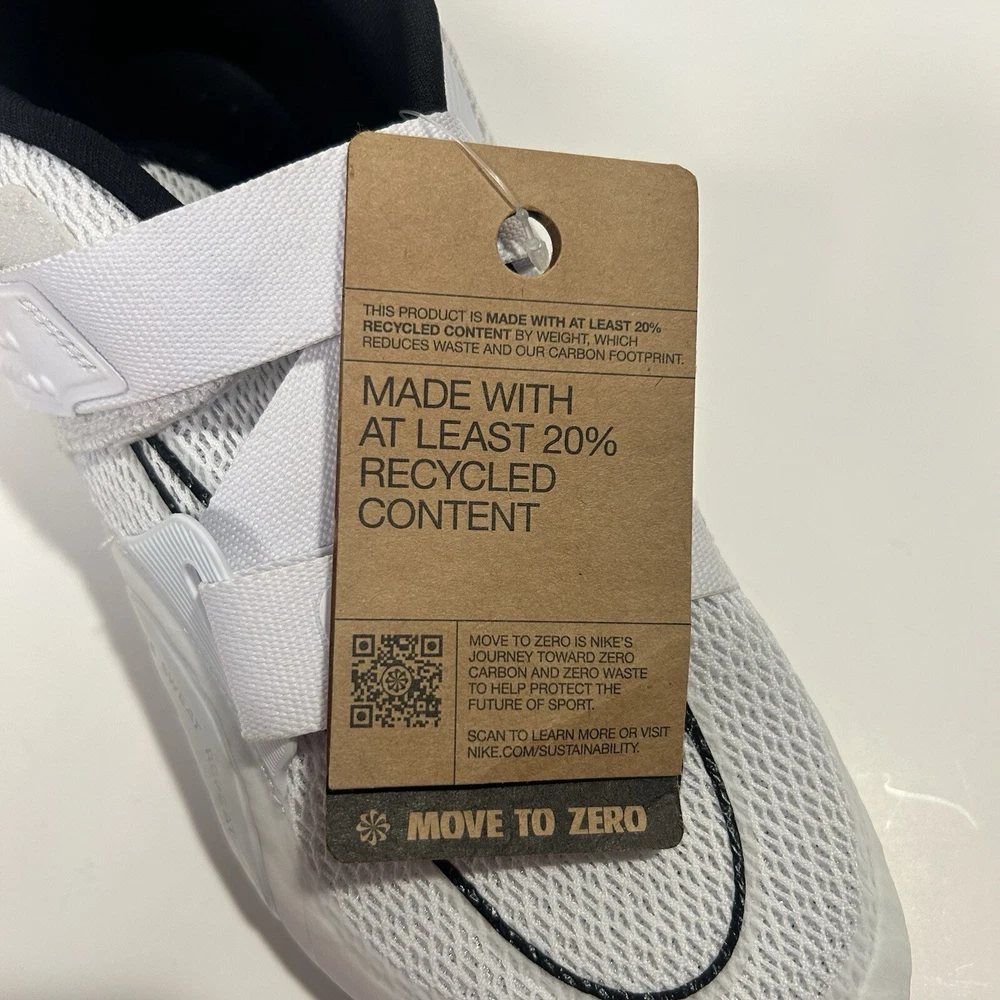 THIS PRODUCT IS MADE WITH AT LEAST 20%
RECYCLED CONTENT BY WEIGHT, WHICH
REDUCES WASTE AND OUR CARBON FOOTPRINT.
MADE WITH
AT LEAST 20%
RECYCLED
CONTENT
MOVE TO ZERO IS NIKE'S
JOURNEY TOWARD ZERO
CARBON AND ZERO WASTE
TO HELP PROTECT THE
FUTURE OF SPORT.
SCAN TO LEARN MORE OR VISIT
NIKE.COM/SUSTAINABILITY.
MOVE TO ZERO